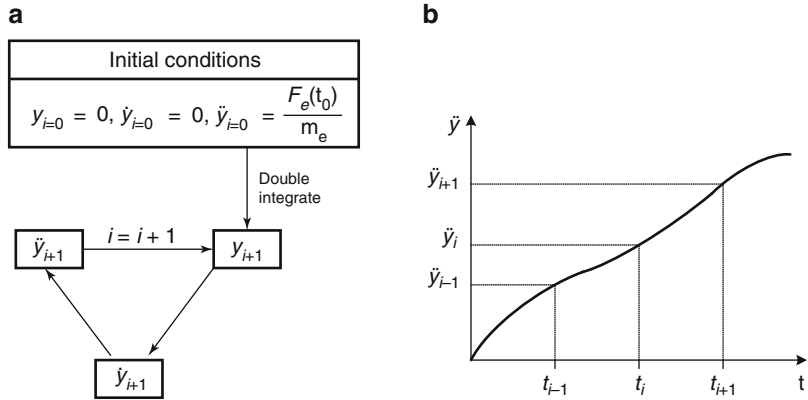 a
Initial conditions
y_{i=0} = 0, ẏ_{i=0} = 0, ÿ_{i=0} = F_e(t_0)/m_e
Double
integrate
ÿ_{i+1}
i = i + 1
y_{i+1}
ẏ_{i+1}
b
ÿ
ÿ_{i+1}
ÿ_i
ÿ_{i–1}
t_{i–1}
t_i
t_{i+1}
t